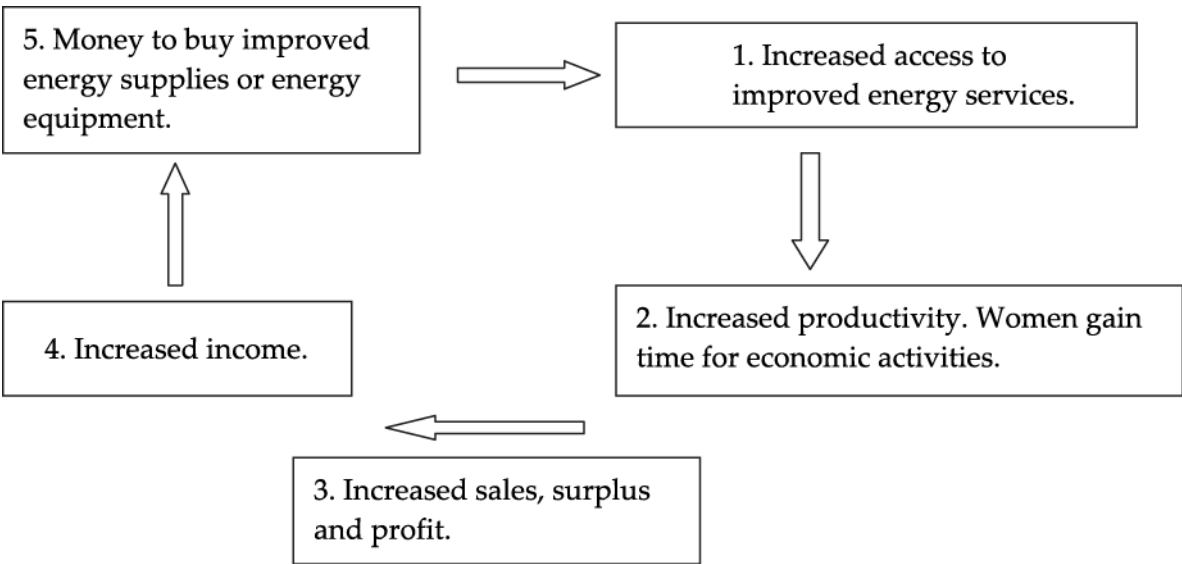 5. Money to buy improved
energy supplies or energy
equipment.
1. Increased access to
improved energy services.
2. Increased productivity. Women gain
time for economic activities.
4. Increased income.
3. Increased sales, surplus
and profit.